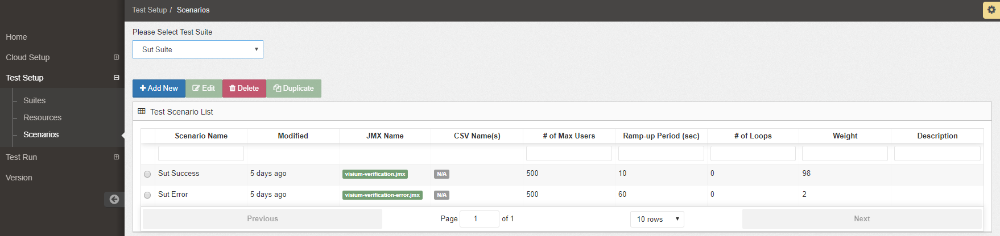 Test Setup / Scenarios
Home
Cloud Setup
Test Setup
Suites
Resources
Scenarios
Test Run
Version
Please Select Test Suite
Sut Suite
Add New Edit Delete Duplicate
Test Scenario List
Scenario Name Modified JMX Name CSV Name(s) # of Max Users Ramp-up Period (sec) # of Loops Weight Description
Sut Success 5 days ago visium-verification.jmx N/A 500 10 0 98
Sut Error 5 days ago visium-verification-error.jmx N/A 500 60 0 2
Previous Page 1 of 1 10 rows Next